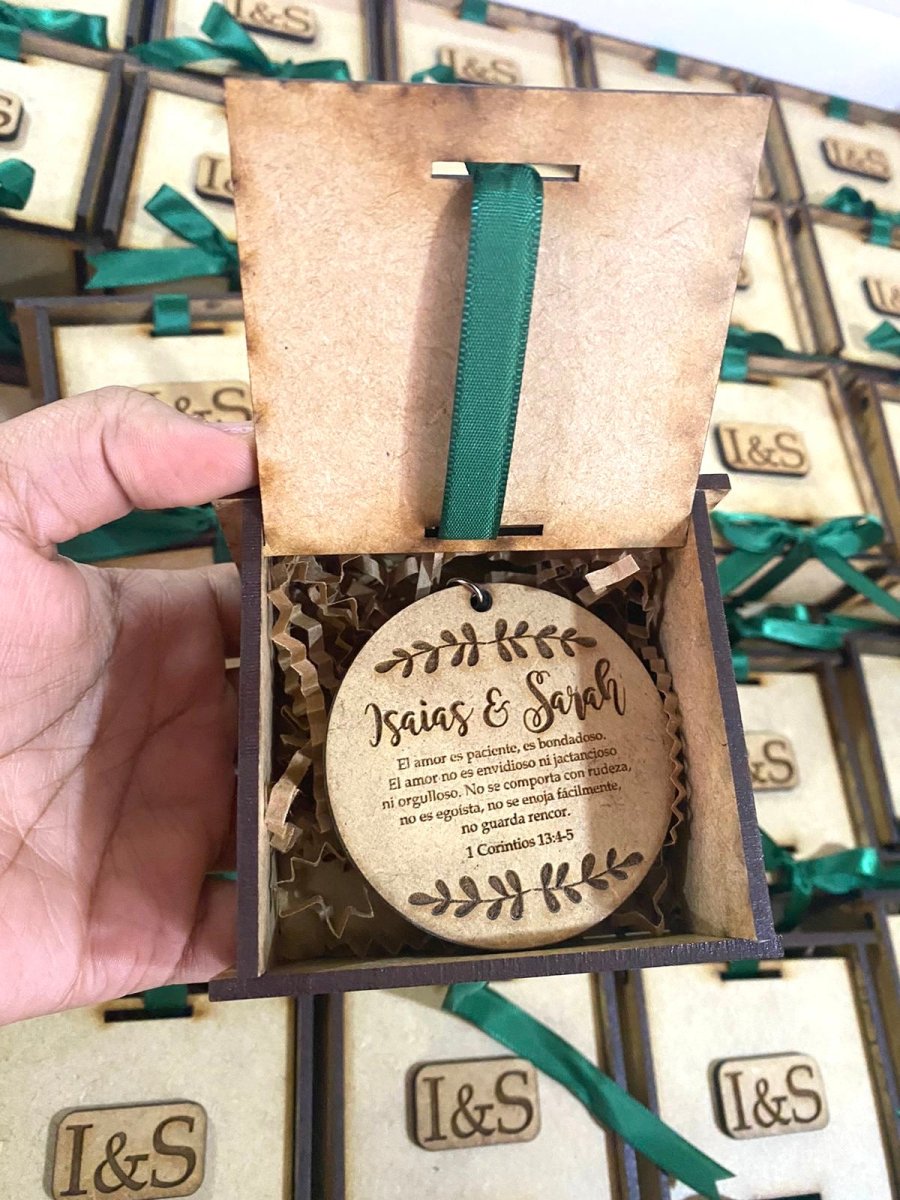 I&S
I&S
I&S
I&S
I&S
I&S
Isaias & Sarah
El amor es paciente, es bondadoso.
El amor no es envidioso ni jactancioso
ni orgulloso. No se comporta con rudeza,
no es egoísta, no se enoja fácilmente,
no guarda rencor.
1 Corintios 13:4-5
I&S
I&S
I&S
I&S